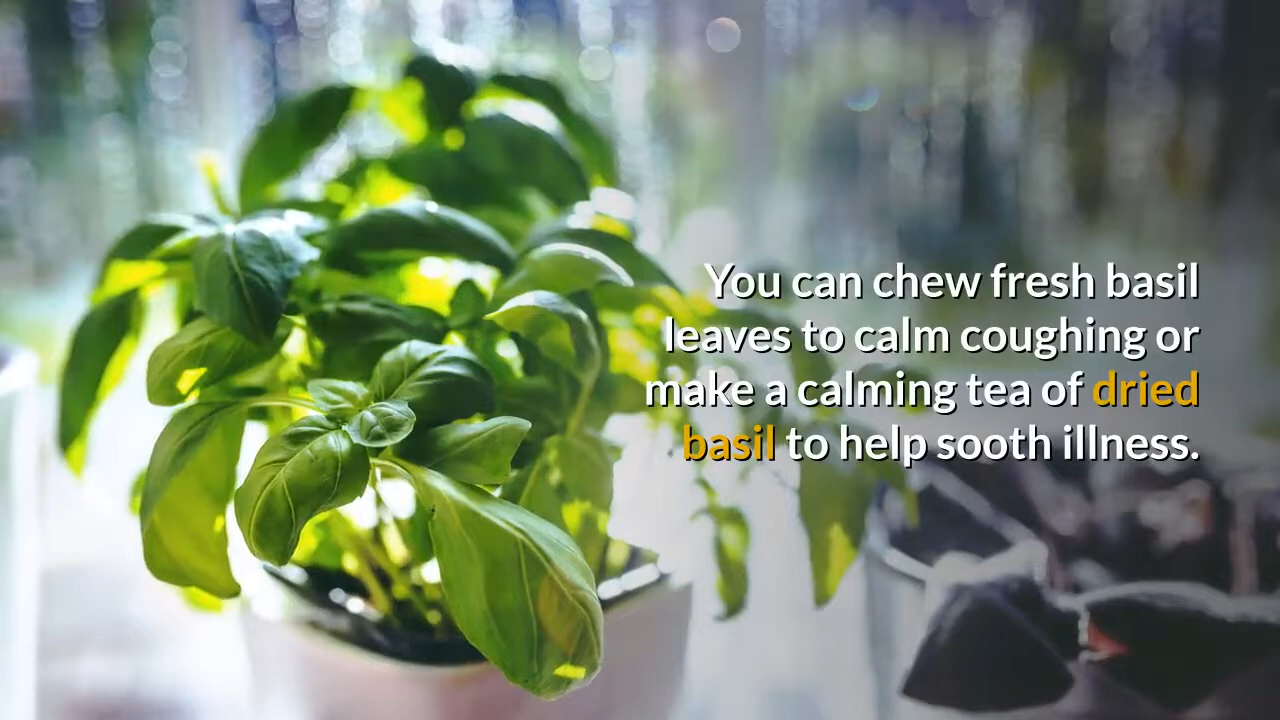 You can chew fresh basil
leaves to calm coughing or
make a calming tea of dried
basil to help sooth illness.